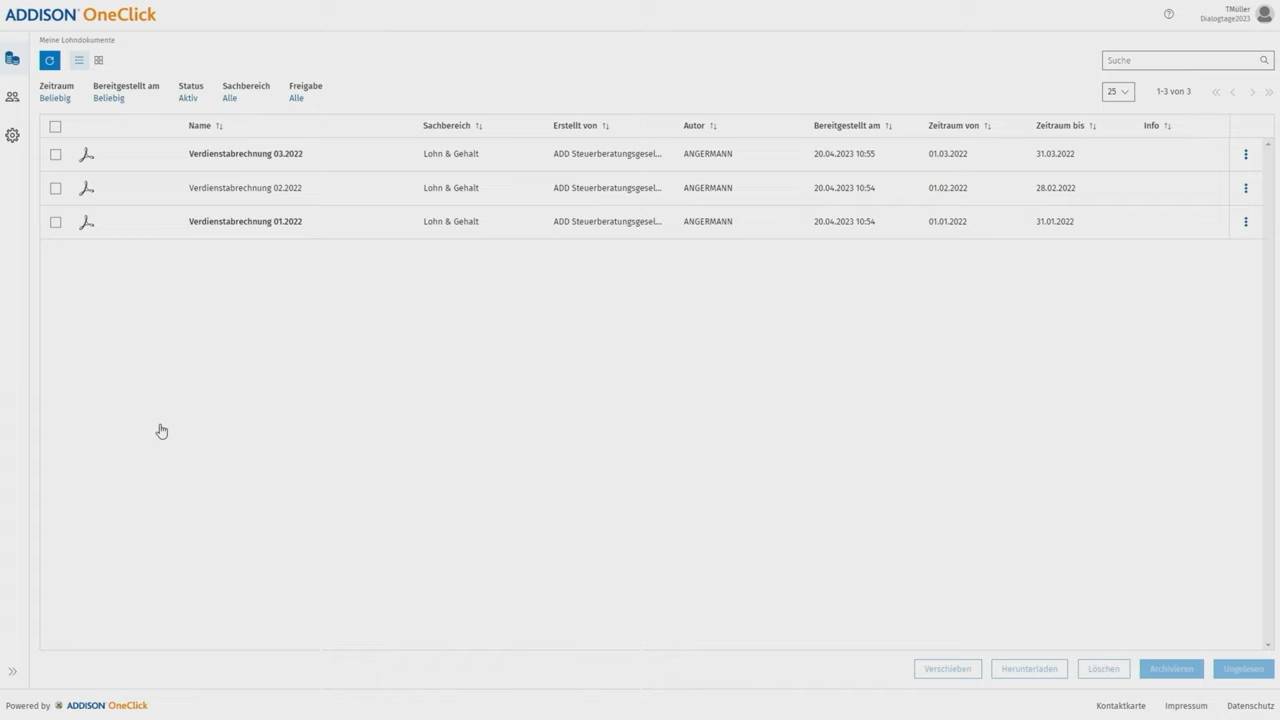 ADDISON OneClick
TMüller
Dialogtage2023
Meine Lohndokumente
Suche
Zeitraum Bereitgestellt am Status Sachbereich Freigabe
Beliebig Beliebig Aktiv Alle Alle
25 1-3 von 3
Name Sachbereich Erstellt von Autor Bereitgestellt am Zeitraum von Zeitraum bis Info
Verdienstabrechnung 03.2022 Lohn & Gehalt ADD Steuerberatungsgesel... ANGERMANN 20.04.2023 10:55 01.03.2022 31.03.2022
Verdienstabrechnung 02.2022 Lohn & Gehalt ADD Steuerberatungsgesel... ANGERMANN 20.04.2023 10:54 01.02.2022 28.02.2022
Verdienstabrechnung 01.2022 Lohn & Gehalt ADD Steuerberatungsgesel... ANGERMANN 20.04.2023 10:54 01.01.2022 31.01.2022
Verschieben Herunterladen Löschen Archivieren Ungelesen
Powered by ADDISON OneClick Kontaktkarte Impressum Datenschutz